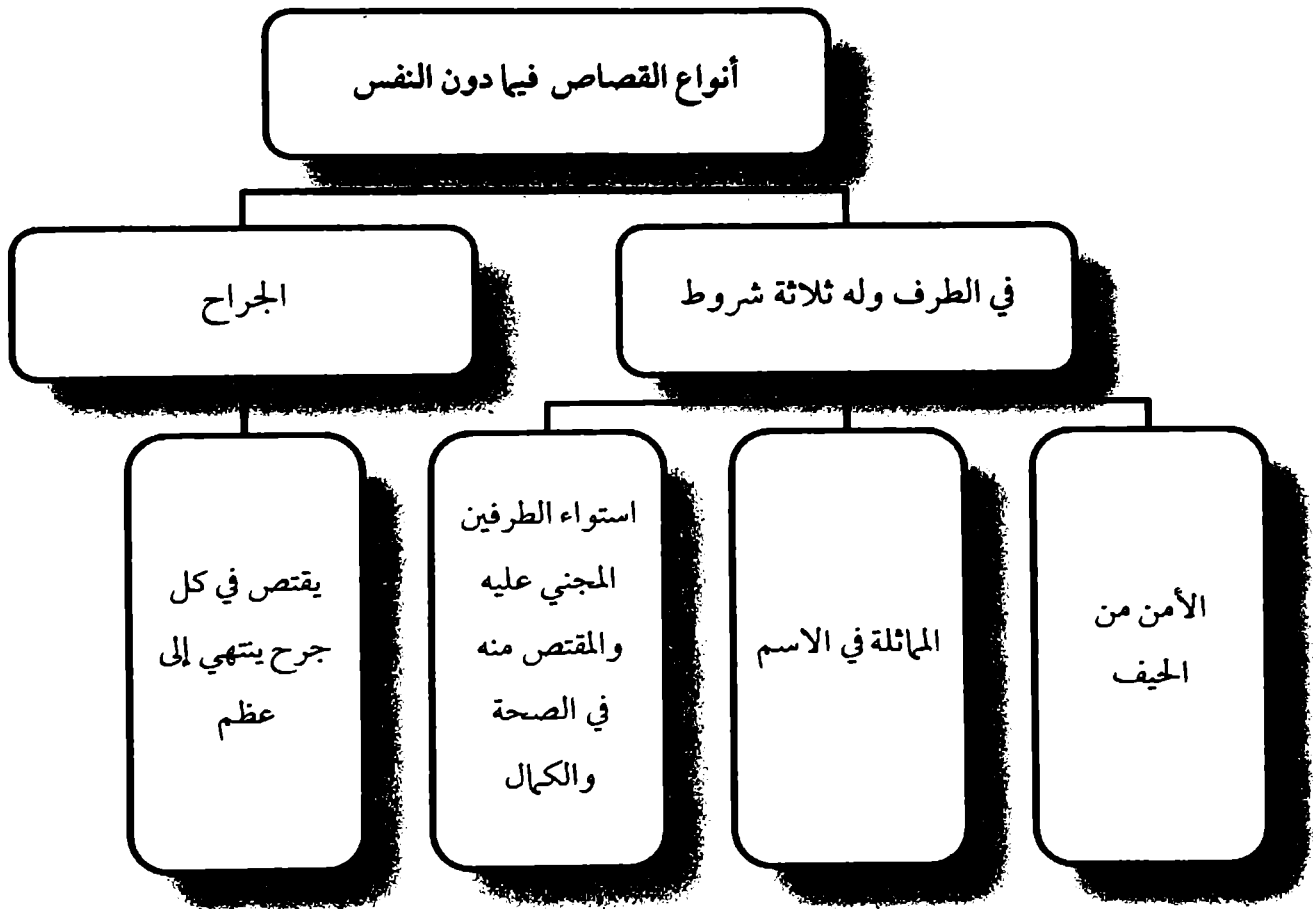 أنواع القصاص فيما دون النفس
في الطرف وله ثلاثة شروط
الجراح
الأمن من
الحيف
المماثلة في الاسم
استواء الطرفين
المجني عليه
والمقتص منه
في الصحة
والكمال
يقتص في كل
جرح ينتهي إلى
عظم